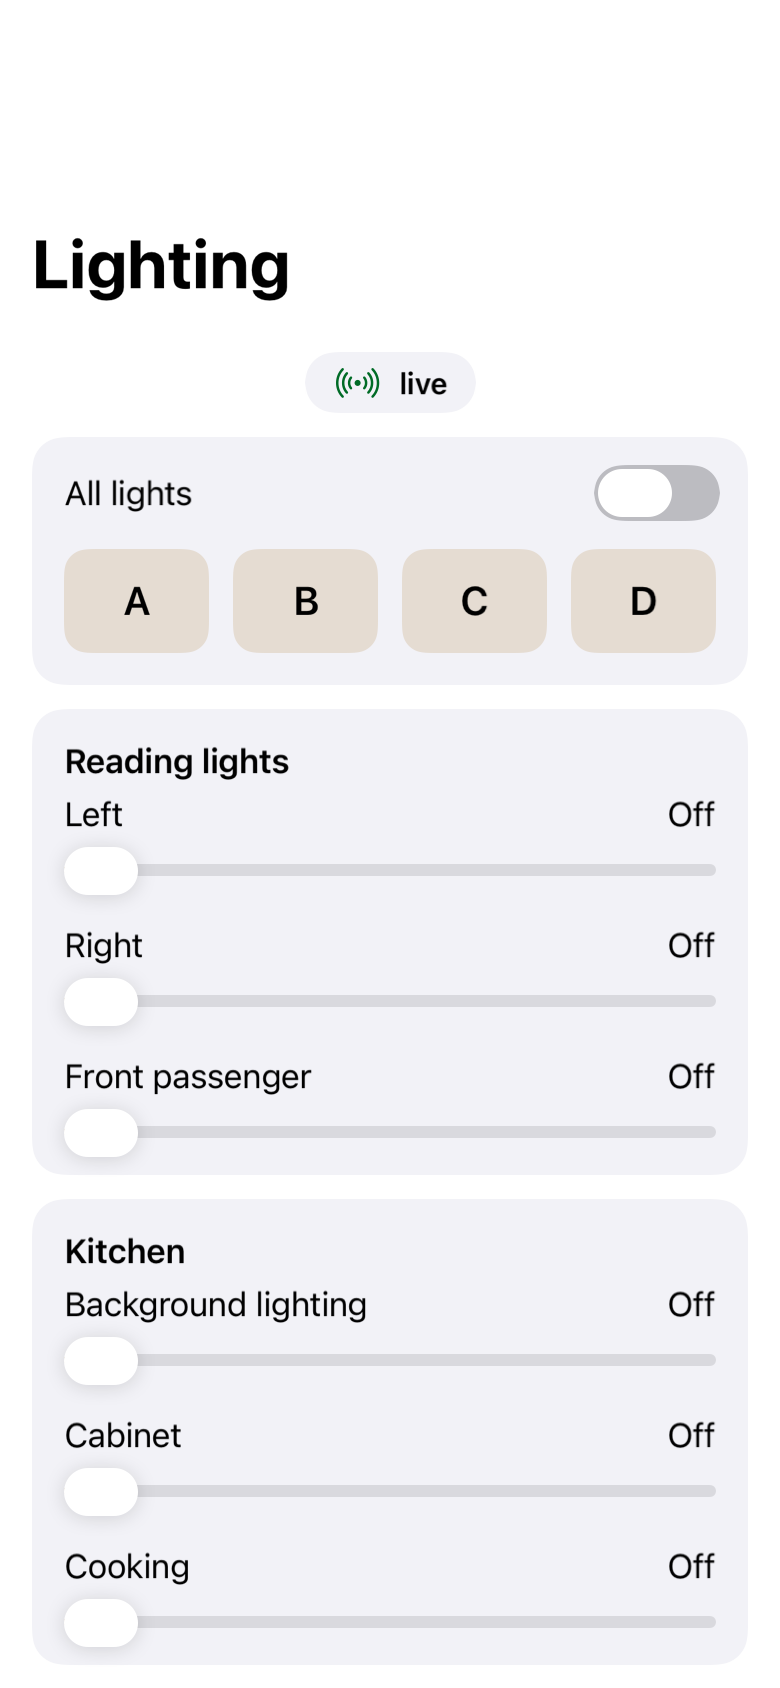 Lighting
live
All lights
A B C D
Reading lights
Left Off
Right Off
Front passenger Off
Kitchen
Background lighting Off
Cabinet Off
Cooking Off